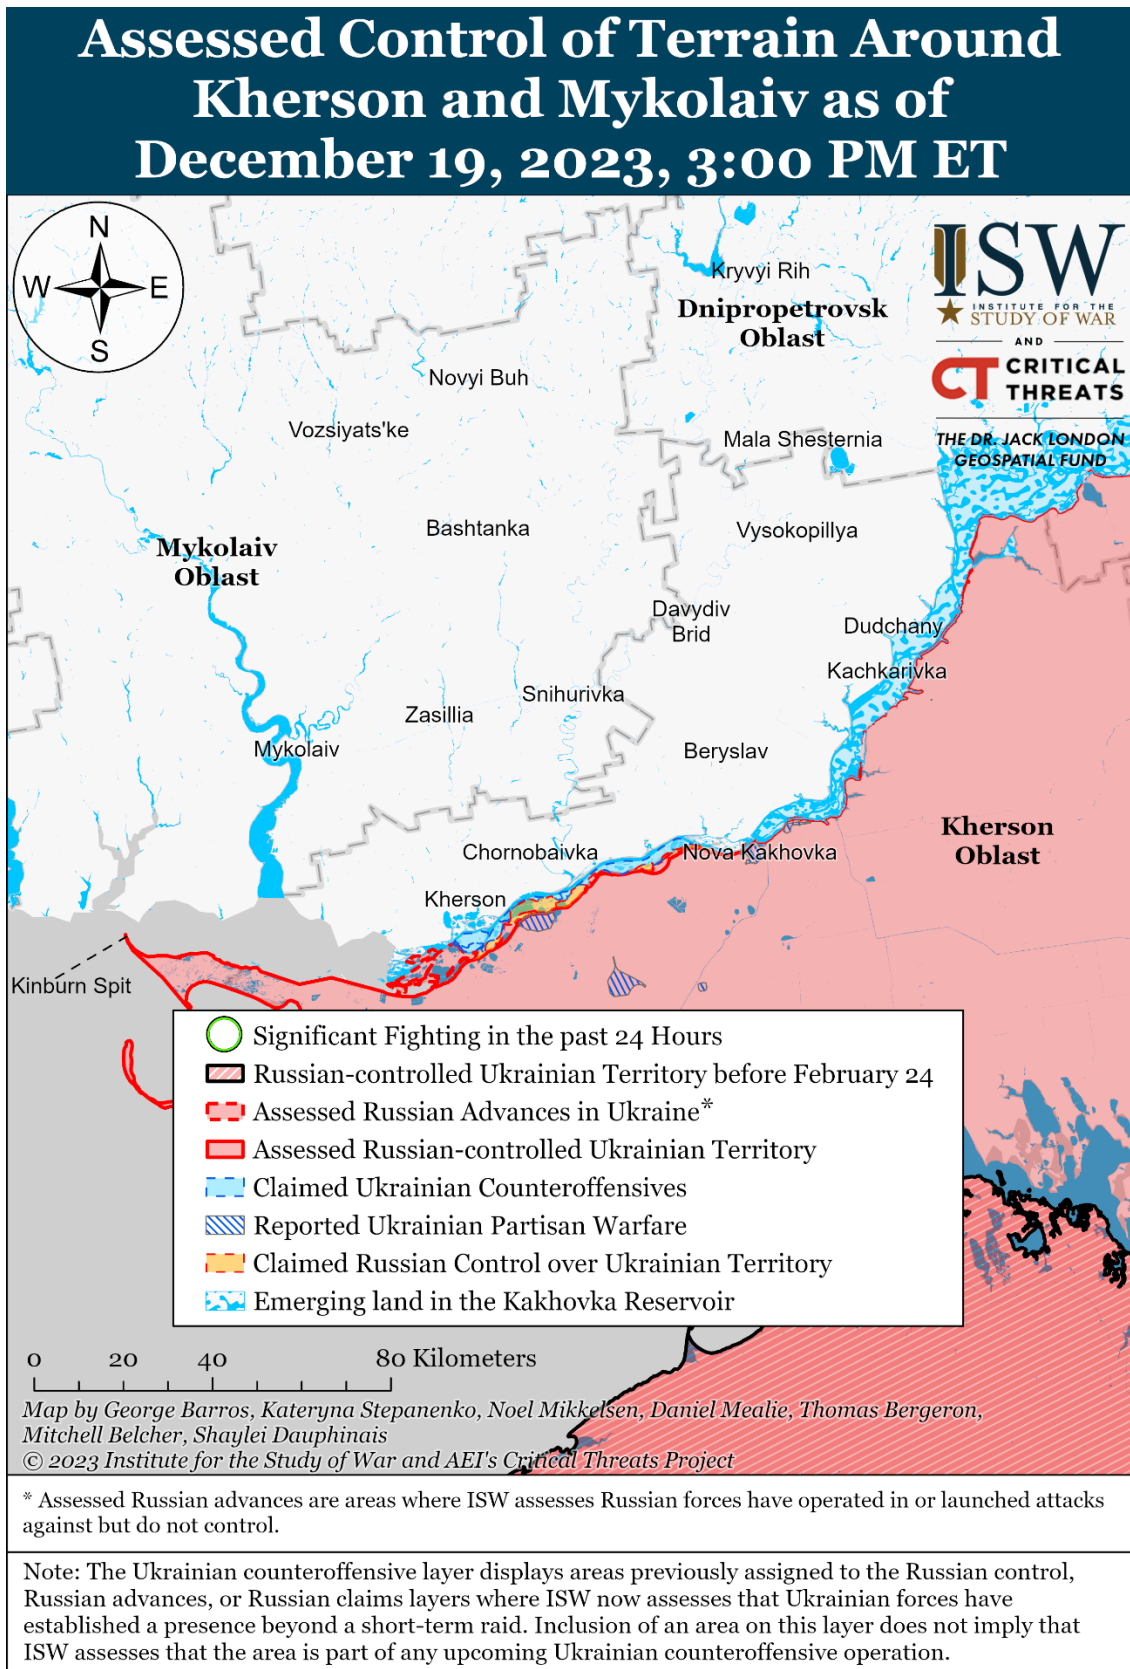 Assessed Control of Terrain Around
Kherson and Mykolaiv as of
December 19, 2023, 3:00 PM ET
N
W
E
S
ISW
INSTITUTE FOR THE
STUDY OF WAR
AND
CT CRITICAL
THREATS
THE DR. JACK LONDON
GEOSPATIAL FUND
Kryvyi Rih
Dnipropetrovsk
Oblast
Novyi Buh
Vozsiyats'ke
Mala Shesternia
Bashtanka
Vysokopillya
Mykolaiv
Oblast
Davydiv
Brid
Dudchany
Kachkarivka
Snihurivka
Zasillia
Mykolaiv
Beryslav
Kherson
Oblast
Chornobaivka
Nova Kakhovka
Kherson
Kinburn Spit
Significant Fighting in the past 24 Hours
Russian-controlled Ukrainian Territory before February 24
Assessed Russian Advances in Ukraine*
Assessed Russian-controlled Ukrainian Territory
Claimed Ukrainian Counteroffensives
Reported Ukrainian Partisan Warfare
Claimed Russian Control over Ukrainian Territory
Emerging land in the Kakhovka Reservoir
0 20 40 80 Kilometers
Map by George Barros, Kateryna Stepanenko, Noel Mikkelsen, Daniel Mealie, Thomas Bergeron,
Mitchell Belcher, Shaylei Dauphinais
© 2023 Institute for the Study of War and AEI's Critical Threats Project
* Assessed Russian advances are areas where ISW assesses Russian forces have operated in or launched attacks
against but do not control.
Note: The Ukrainian counteroffensive layer displays areas previously assigned to the Russian control,
Russian advances, or Russian claims layers where ISW now assesses that Ukrainian forces have
established a presence beyond a short-term raid. Inclusion of an area on this layer does not imply that
ISW assesses that the area is part of any upcoming Ukrainian counteroffensive operation.